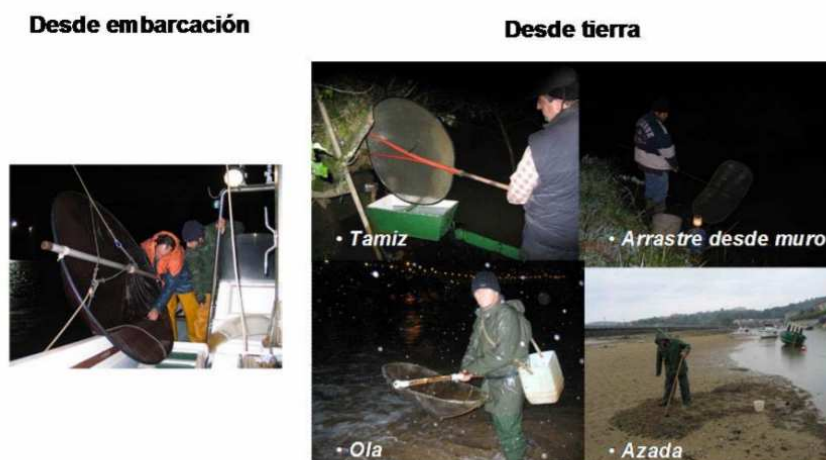 Desde embarcación
Desde tierra
• Tamiz
• Arrastre desde muro
• Ola
• Azada